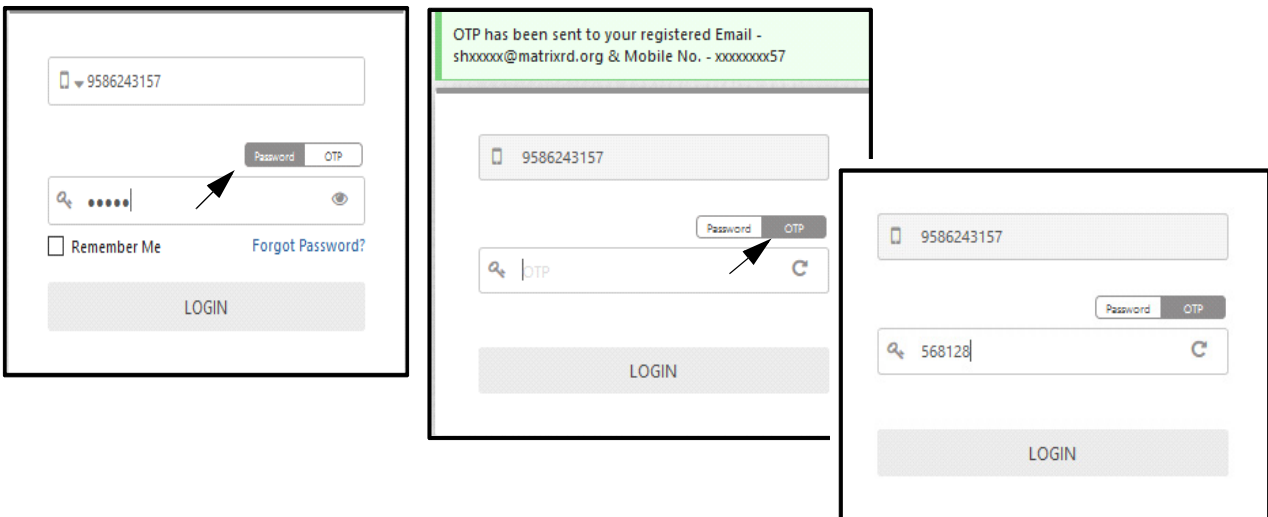 9586243157
Password OTP
•••••
Remember Me Forgot Password?
LOGIN
OTP has been sent to your registered Email -
shxxxxx@matrixrd.org & Mobile No. - xxxxxxxx57
9586243157
Password OTP
OTP
LOGIN
9586243157
Password OTP
568128
LOGIN